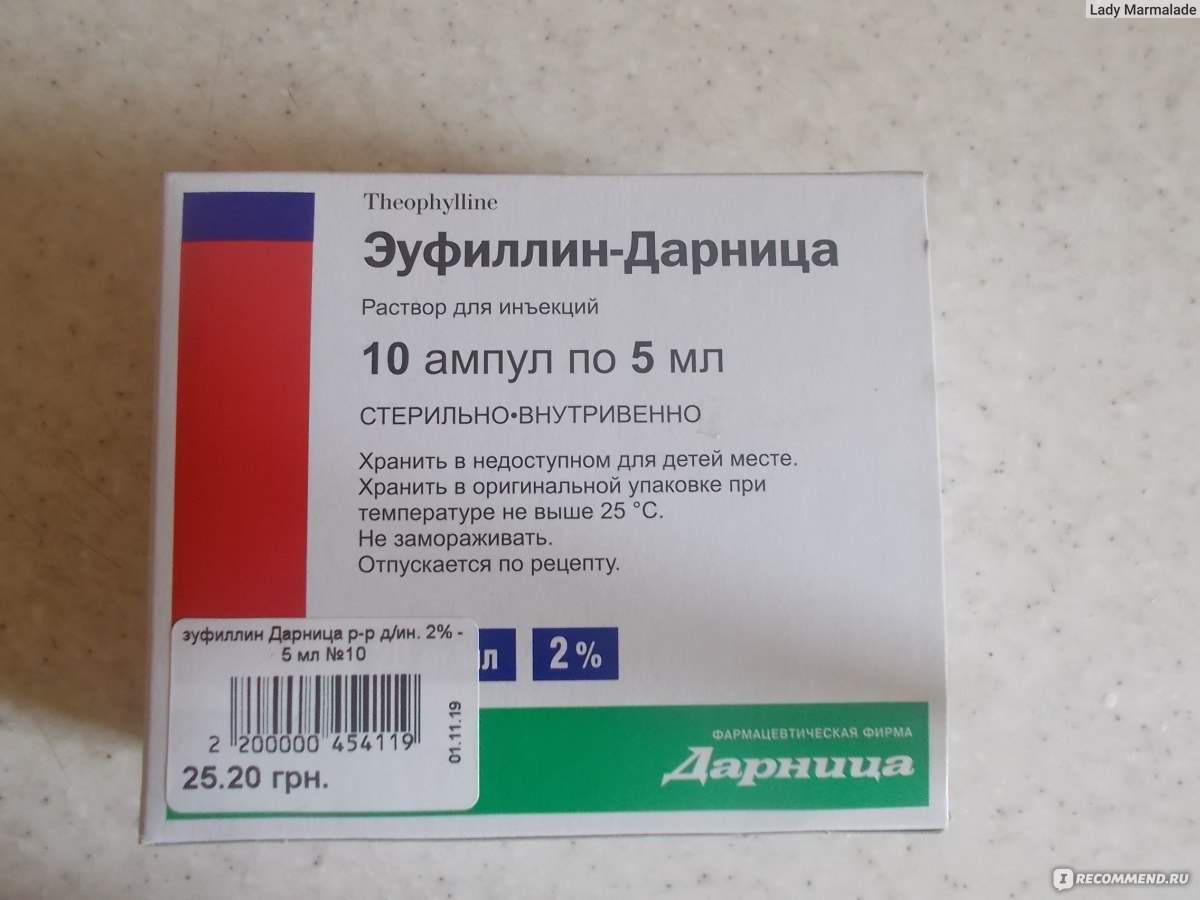 Lady Marmalade
Theophylline
Эуфиллин-Дарница
Раствор для инъекций
10 ампул по 5 мл
СТЕРИЛЬНО•ВНУТРИВЕННО
Хранить в недоступном для детей месте.
Хранить в оригинальной упаковке при
температуре не выше 25 °С.
Не замораживать.
Отпускается по рецепту.
2%
эуфиллин Дарница р-р д/ин. 2% -
5 мл №10
2 200000 454119
01.11.19
25.20 грн.
ФАРМАЦЕВТИЧЕСКАЯ ФИРМА
Дарница
IRECOMMEND.RU